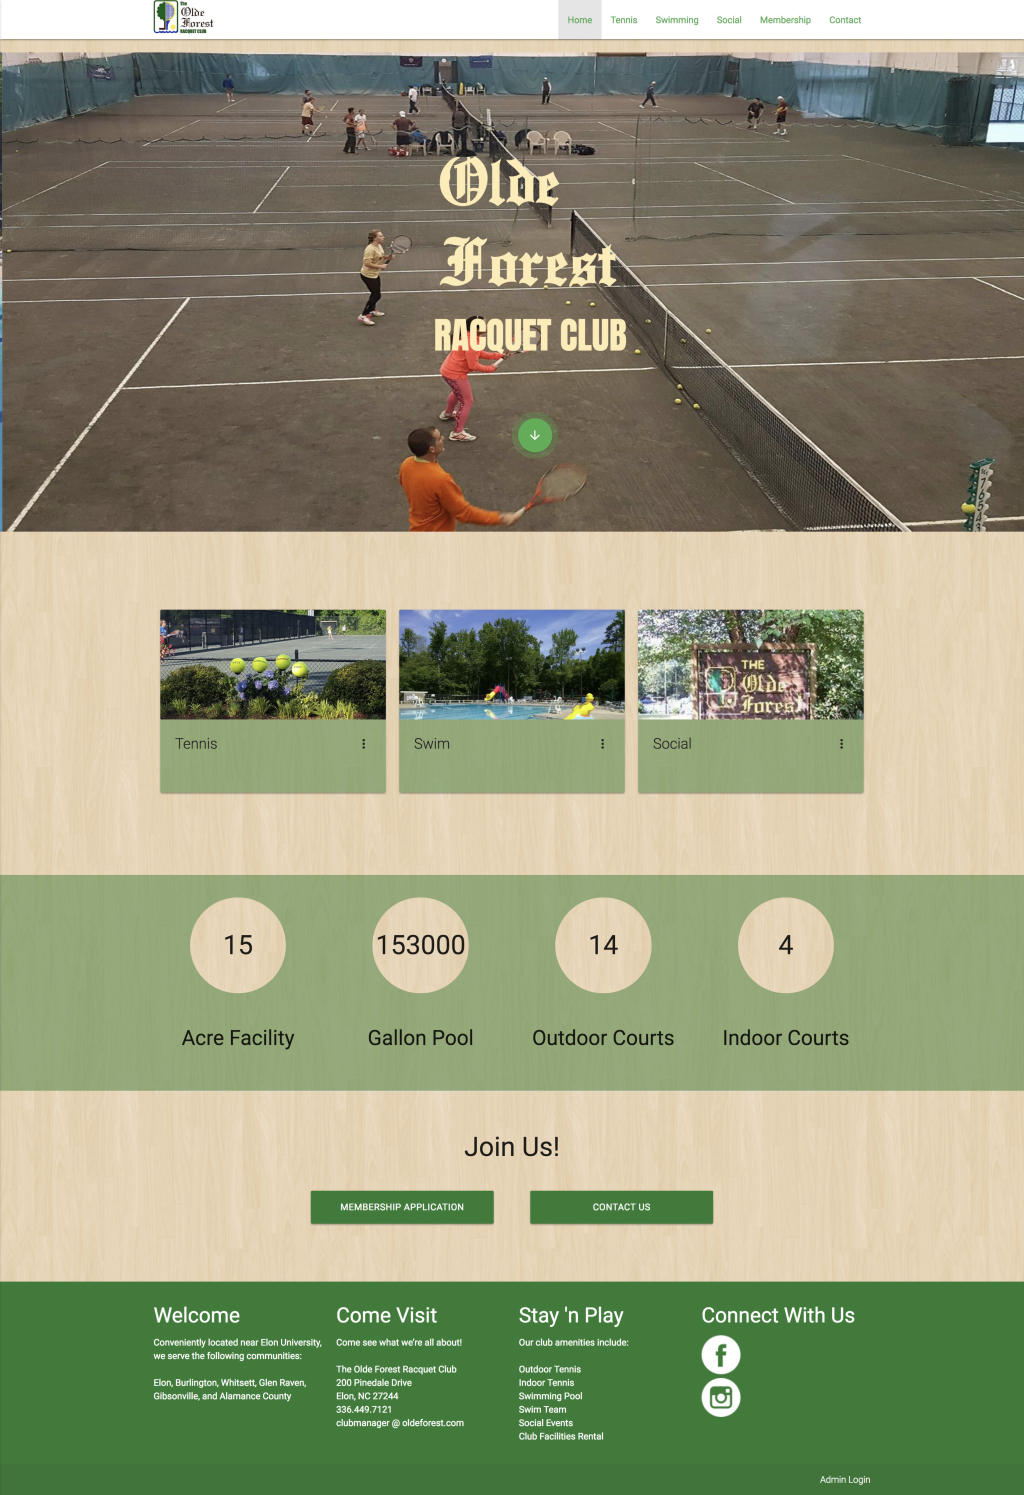 The
Olde
Forest
RACQUET CLUB
Home
Tennis
Swimming
Social
Membership
Contact
Olde
Forest
RACQUET CLUB
THE
Olde
Forest
Tennis
Swim
Social
15
153000
14
4
Acre Facility
Gallon Pool
Outdoor Courts
Indoor Courts
Join Us!
MEMBERSHIP APPLICATION
CONTACT US
Welcome
Conveniently located near Elon University,
we serve the following communities:
Elon, Burlington, Whitsett, Glen Raven,
Gibsonville, and Alamance County
Come Visit
Come see what we're all about!
The Olde Forest Racquet Club
200 Pinedale Drive
Elon, NC 27244
336.449.7121
clubmanager @ oldeforest.com
Stay 'n Play
Our club amenities include:
Outdoor Tennis
Indoor Tennis
Swimming Pool
Swim Team
Social Events
Club Facilities Rental
Connect With Us
Admin Login